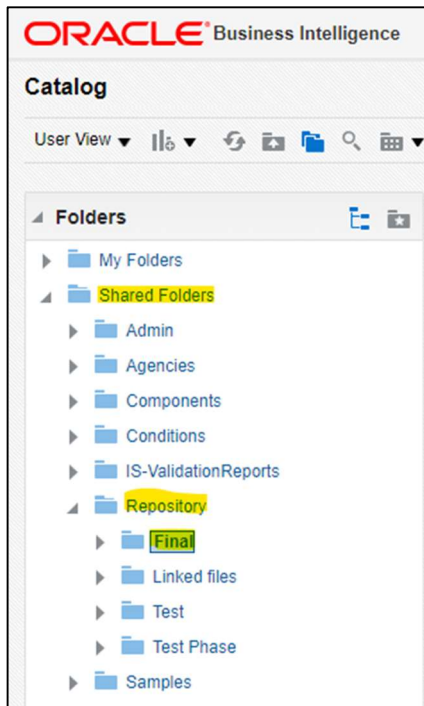 ORACLE Business Intelligence
Catalog
User View
Folders
My Folders
Shared Folders
Admin
Agencies
Components
Conditions
IS-ValidationReports
Repository
Final
Linked files
Test
Test Phase
Samples